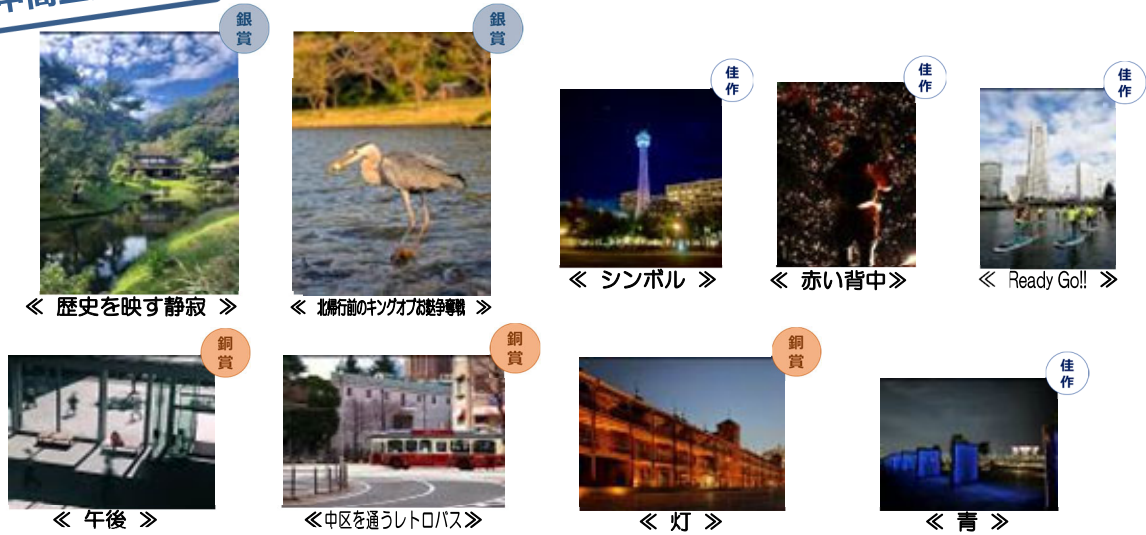 銀賞
≪ 歴史を映す静寂 ≫
銀賞
≪ 北帰行前のキングオブお魅争奪戦 ≫
佳作
≪ シンボル ≫
佳作
≪ 赤い背中≫
佳作
≪ Ready Go!! ≫
銅賞
≪ 午後 ≫
銅賞
≪中区を通うレトロバス≫
銅賞
≪ 灯 ≫
佳作
≪ 青 ≫